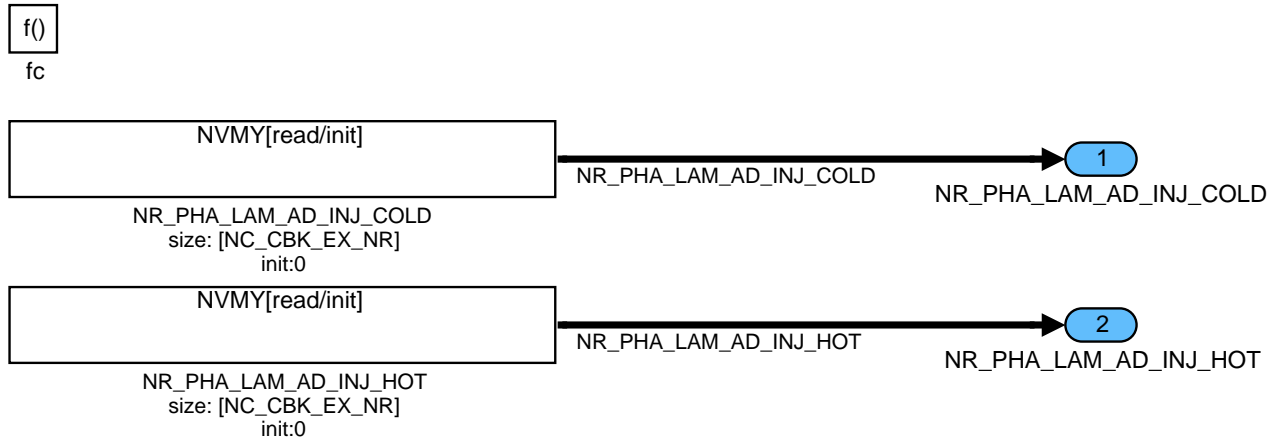 f()
fc
NVMY[read/init]
NR_PHA_LAM_AD_INJ_COLD
1
NR_PHA_LAM_AD_INJ_COLD
NR_PHA_LAM_AD_INJ_COLD
size: [NC_CBK_EX_NR]
init:0
NVMY[read/init]
NR_PHA_LAM_AD_INJ_HOT
2
NR_PHA_LAM_AD_INJ_HOT
NR_PHA_LAM_AD_INJ_HOT
size: [NC_CBK_EX_NR]
init:0